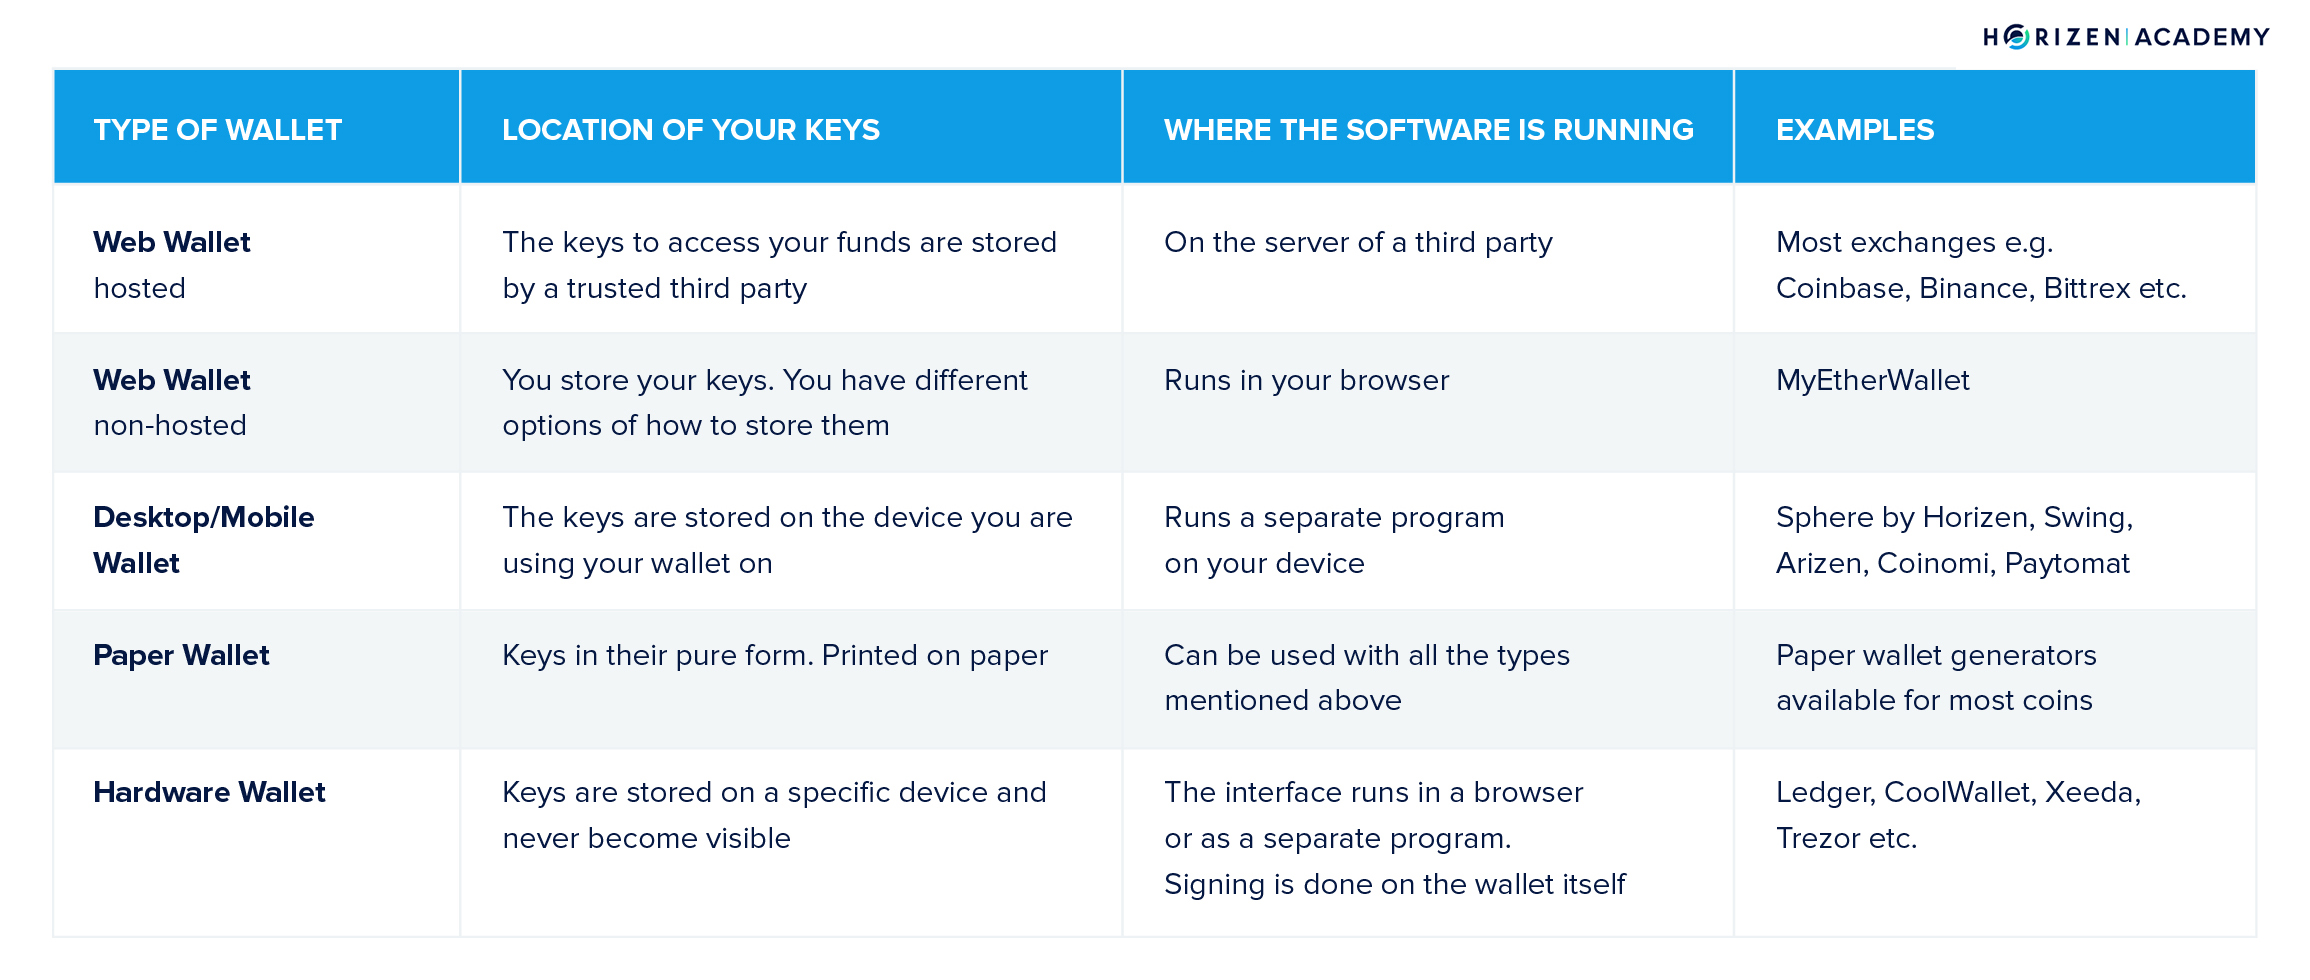 HORIZEN ACADEMY
TYPE OF WALLET
LOCATION OF YOUR KEYS
WHERE THE SOFTWARE IS RUNNING
EXAMPLES
Web Wallet
hosted
The keys to access your funds are stored
by a trusted third party
On the server of a third party
Most exchanges e.g.
Coinbase, Binance, Bittrex etc.
Web Wallet
non-hosted
You store your keys. You have different
options of how to store them
Runs in your browser
MyEtherWallet
Desktop/Mobile
Wallet
The keys are stored on the device you are
using your wallet on
Runs a separate program
on your device
Sphere by Horizen, Swing,
Arizen, Coinomi, Paytomat
Paper Wallet
Keys in their pure form. Printed on paper
Can be used with all the types
mentioned above
Paper wallet generators
available for most coins
Hardware Wallet
Keys are stored on a specific device and
never become visible
The interface runs in a browser
or as a separate program.
Signing is done on the wallet itself
Ledger, CoolWallet, Xeeda,
Trezor etc.